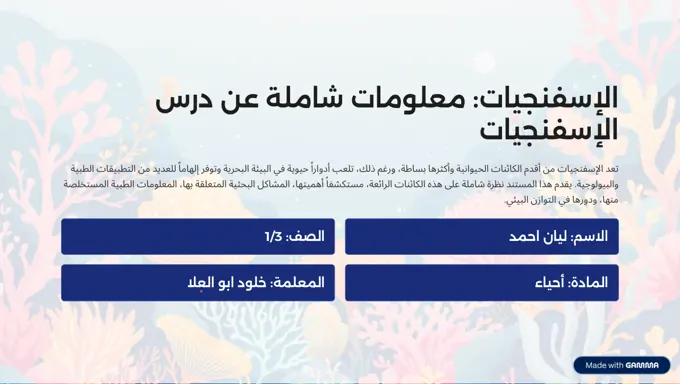 الإسفنجيات: معلومات شاملة عن درس
الإسفنجيات
تعد الإسفنجيات من أقدم الكائنات الحيوانية وأكثرها بساطة، ورغم ذلك، تلعب أدواراً حيوية في البيئة البحرية وتوفر إلهاماً للعديد من التطبيقات الطبية
والبيولوجية. يقدم هذا المستند نظرة شاملة على هذه الكائنات الرائعة، مستكشفاً أهميتها، المشاكل البحثية المتعلقة بها، المعلومات الطبية المستخلصة
منها، ودورها في التوازن البيئي.
الاسم: ليان احمد
الصف: 1/3
المادة: أحياء
المعلمة: خلود ابو العلا
Made with GAMMA